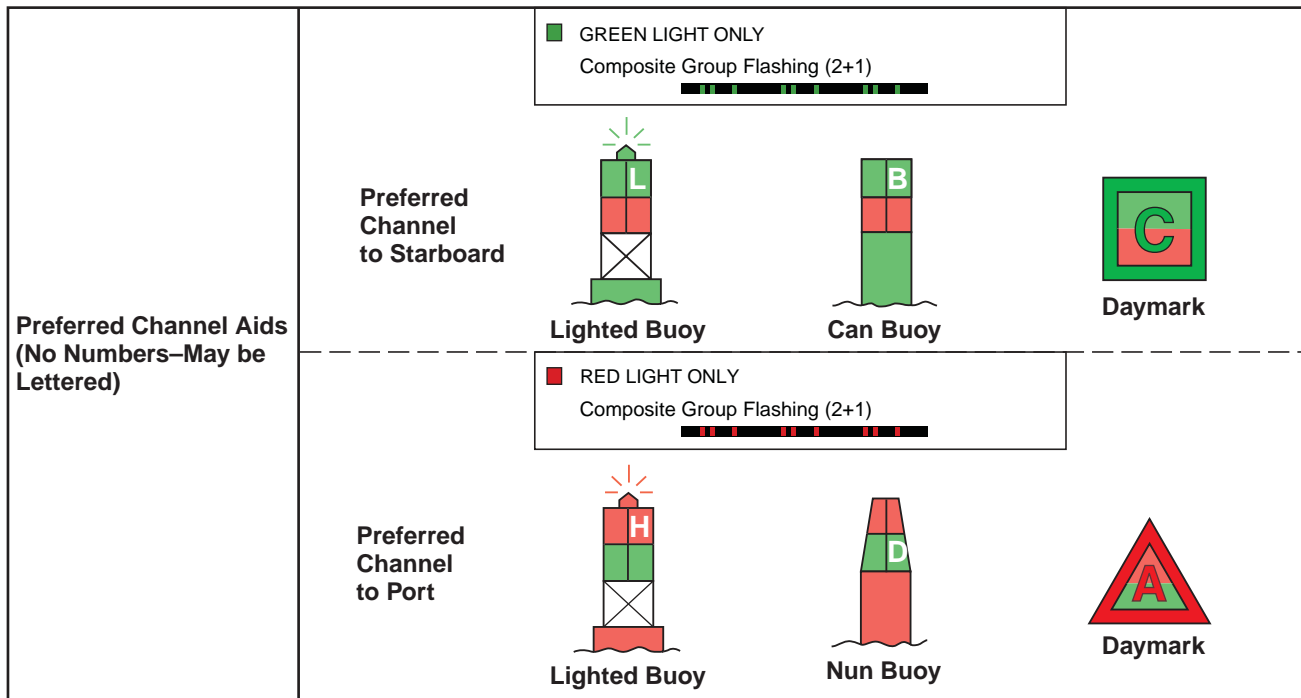 Preferred Channel Aids
(No Numbers–May be
Lettered)
GREEN LIGHT ONLY
Composite Group Flashing (2+1)
Preferred
Channel
to Starboard
L
B
C
Lighted Buoy
Can Buoy
Daymark
RED LIGHT ONLY
Composite Group Flashing (2+1)
Preferred
Channel
to Port
H
D
A
Lighted Buoy
Nun Buoy
Daymark